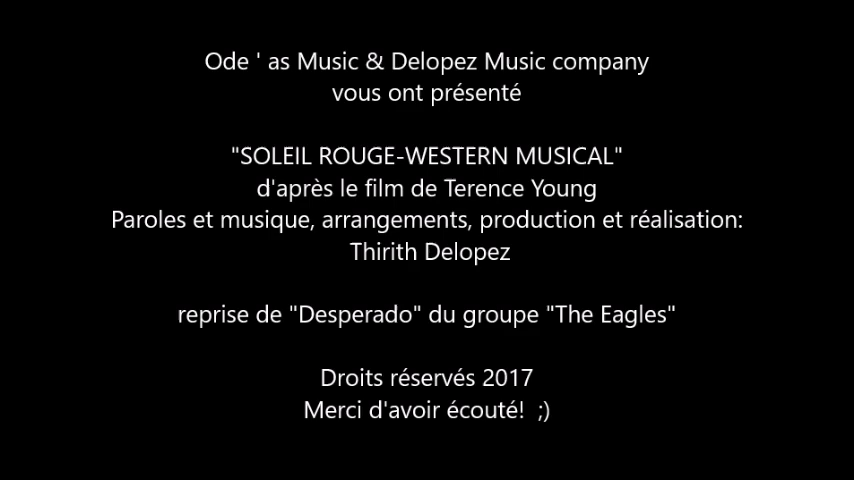 Ode ' as Music & Delopez Music company
vous ont présenté
"SOLEIL ROUGE-WESTERN MUSICAL"
d'après le film de Terence Young
Paroles et musique, arrangements, production et réalisation:
Thirith Delopez
reprise de "Desperado" du groupe "The Eagles"
Droits réservés 2017
Merci d'avoir écouté!  ;)